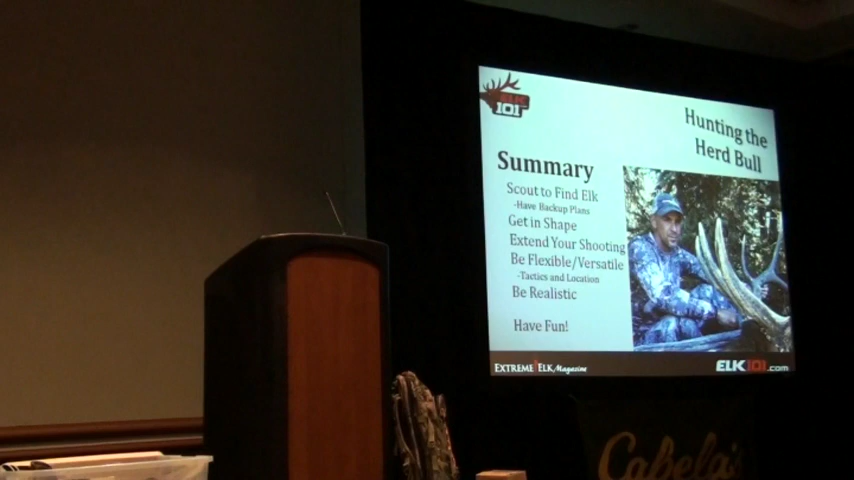 ELK
101
Hunting the
Herd Bull
Summary
Scout to Find Elk
-Have Backup Plans
Get in Shape
Extend Your Shooting
Be Flexible/Versatile
-Tactics and Location
Be Realistic
Have Fun!
EXTREME ELK Magazine
ELK101.com
Cabela's